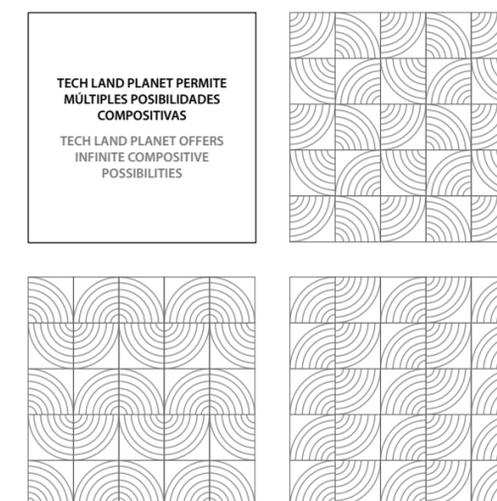 TECH LAND PLANET PERMITE
MÚLTIPLES POSIBILIDADES
COMPOSITIVAS
TECH LAND PLANET OFFERS
INFINITE COMPOSITIVE
POSSIBILITIES